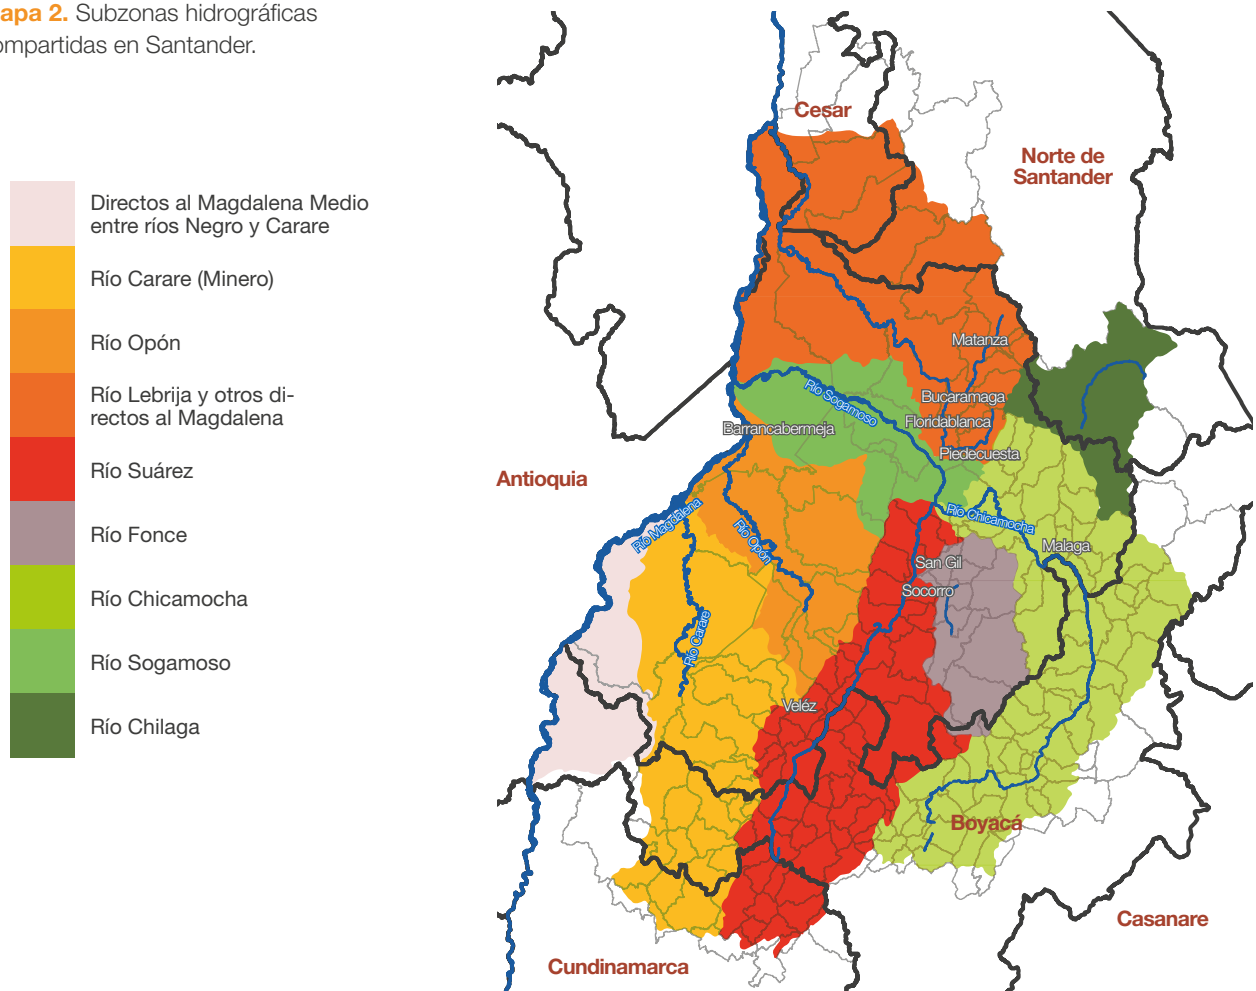 apa 2. Subzonas hidrográficas
ompartidas en Santander.
Directos al Magdalena Medio
entre ríos Negro y Carare
Río Carare (Minero)
Río Opón
Río Lebrija y otros di-
rectos al Magdalena
Río Suárez
Río Fonce
Río Chicamocha
Río Sogamoso
Río Chilaga
Cesar
Norte de
Santander
Matanza
Río Sogamoso
Bucaramaga
Floridablanca
Barrancabermeja
Piedecuesta
Antioquia
Río Magdalena
Río Opón
Río Chicamocha
Malaga
San Gil
Socorro
Río Carare
Veléz
Boyacá
Casanare
Cundinamarca